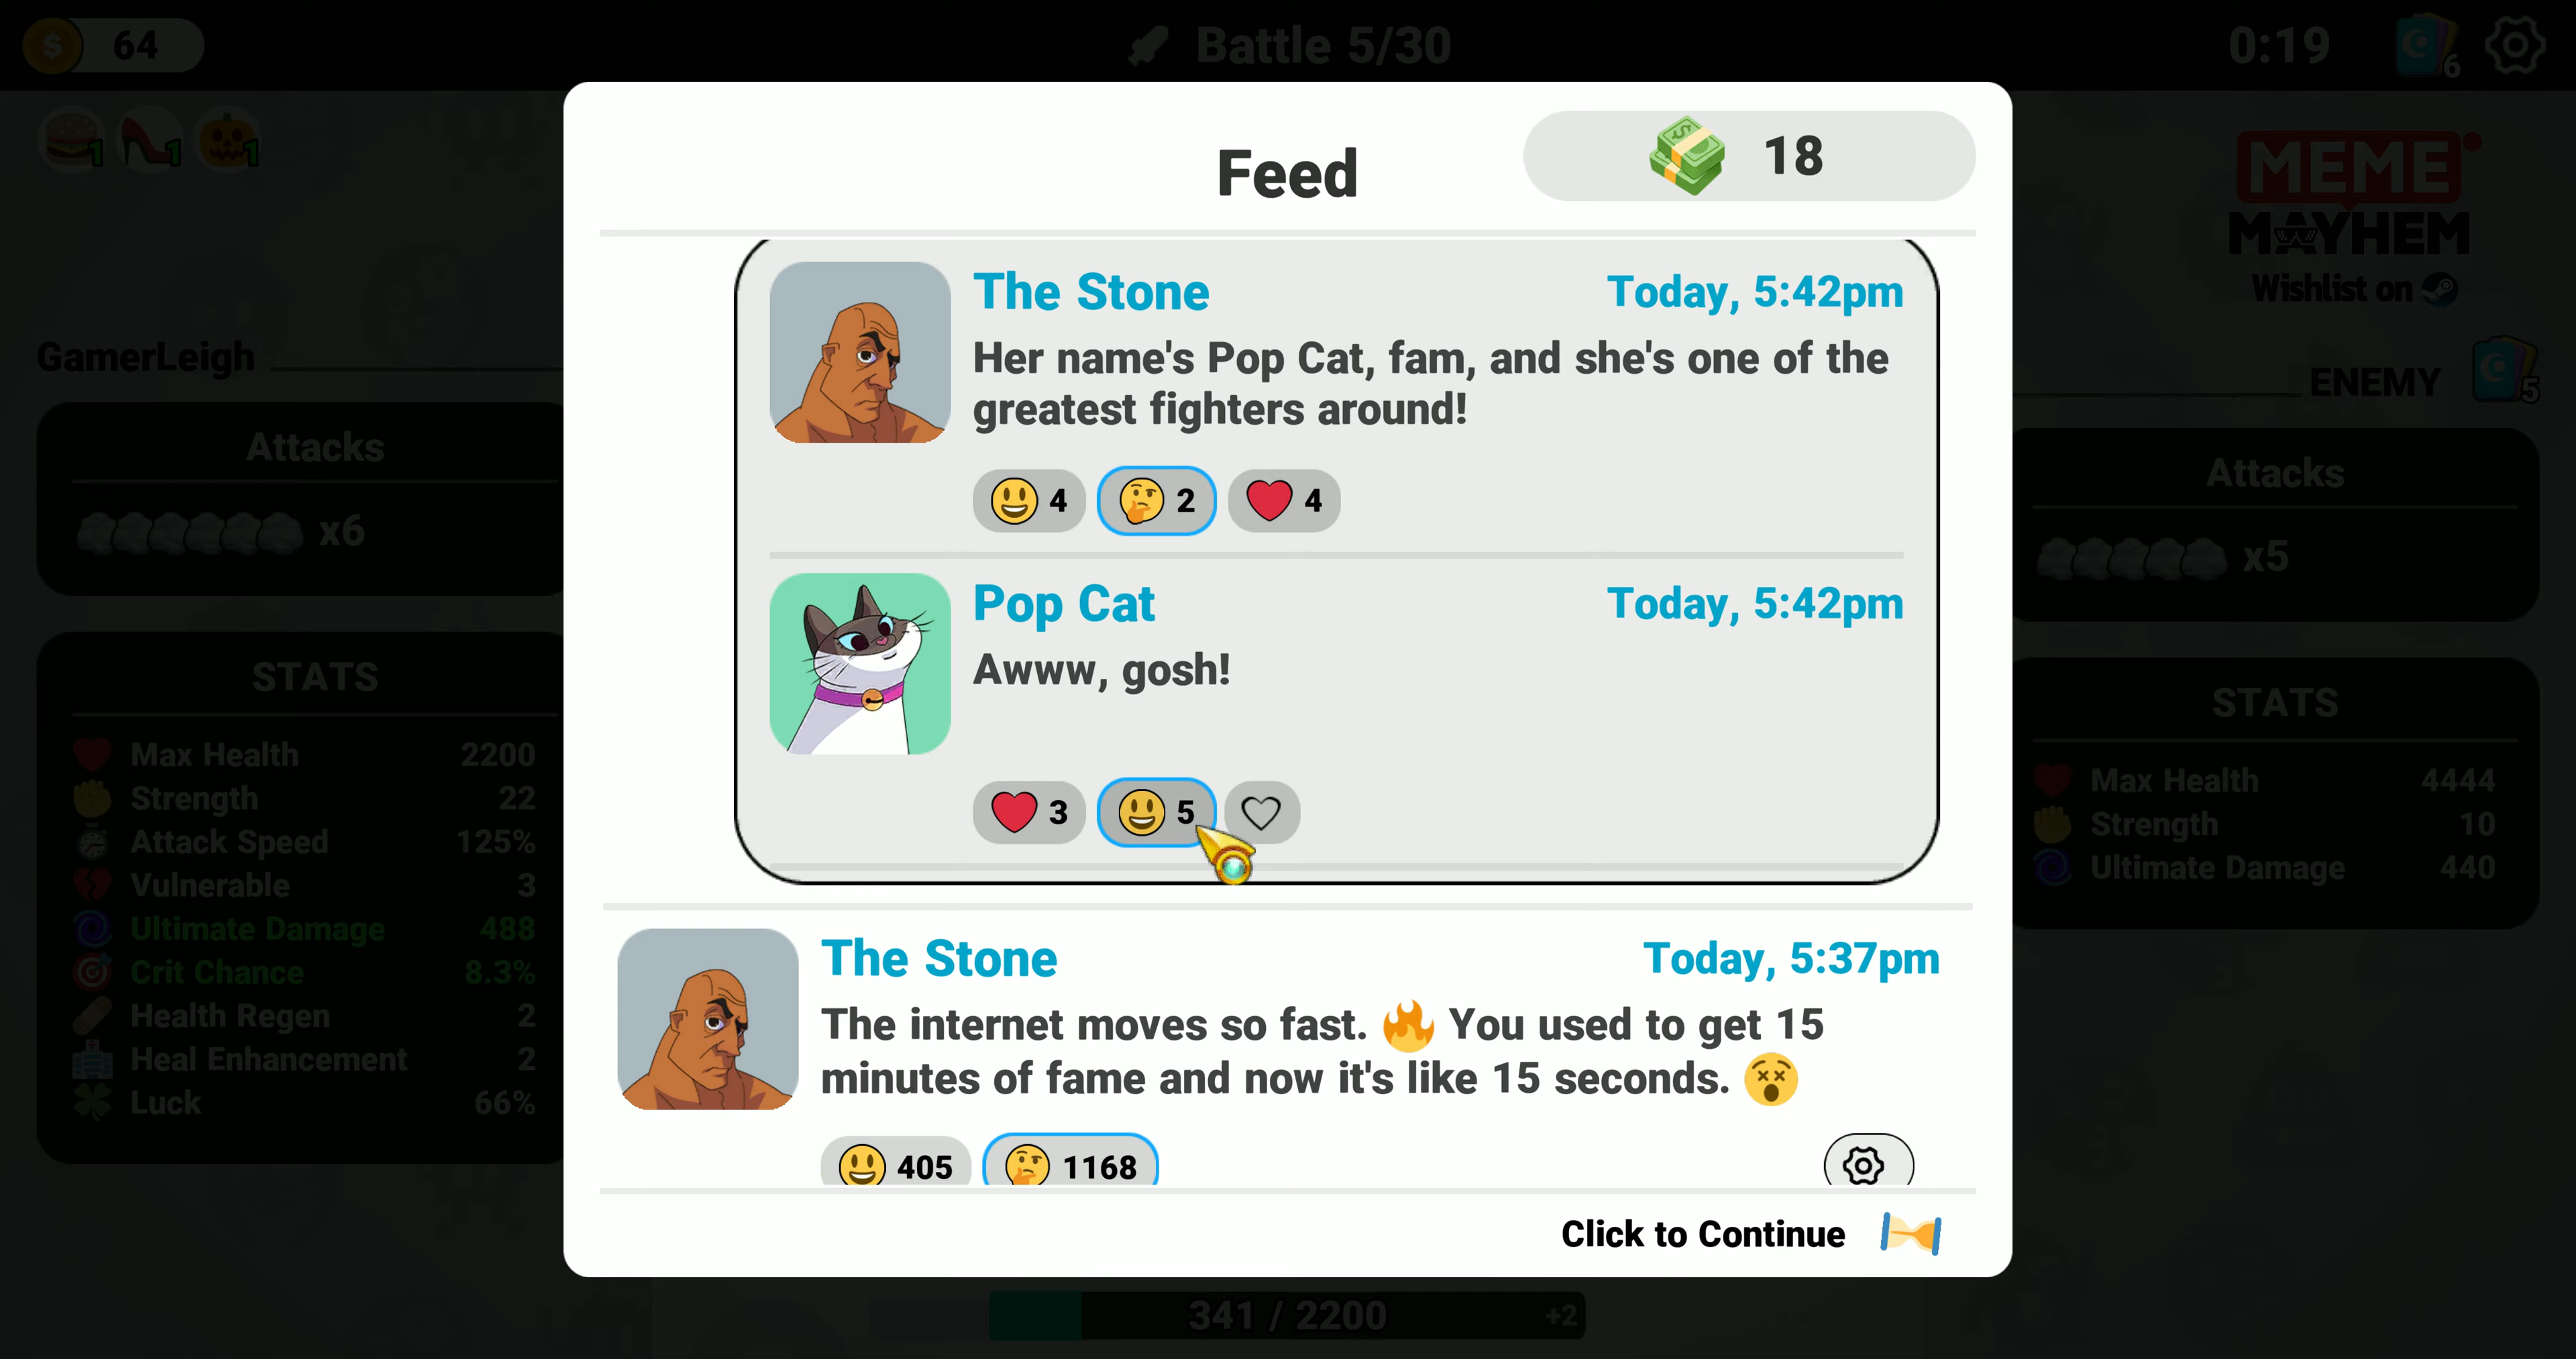 64
Battle 5/30
0:19
6
1
1
1
Feed
18
MEME
MAYHEM
Wishlist on
GamerLeigh
Attacks
x6
STATS
Max Health 2200
Strength 22
Attack Speed 125%
Vulnerable 3
Ultimate Damage 488
Crit Chance 8.3%
Health Regen 2
Heal Enhancement 2
Luck 66%
The Stone Today, 5:42pm
Her name's Pop Cat, fam, and she's one of the
greatest fighters around!
4 2 4
Pop Cat Today, 5:42pm
Awww, gosh!
3 5
The Stone Today, 5:37pm
The internet moves so fast. 🔥 You used to get 15
minutes of fame and now it's like 15 seconds. 😵
405 1168
Click to Continue
ENEMY
5
Attacks
x5
STATS
Max Health 4444
Strength 10
Ultimate Damage 440
341 / 2200
+2